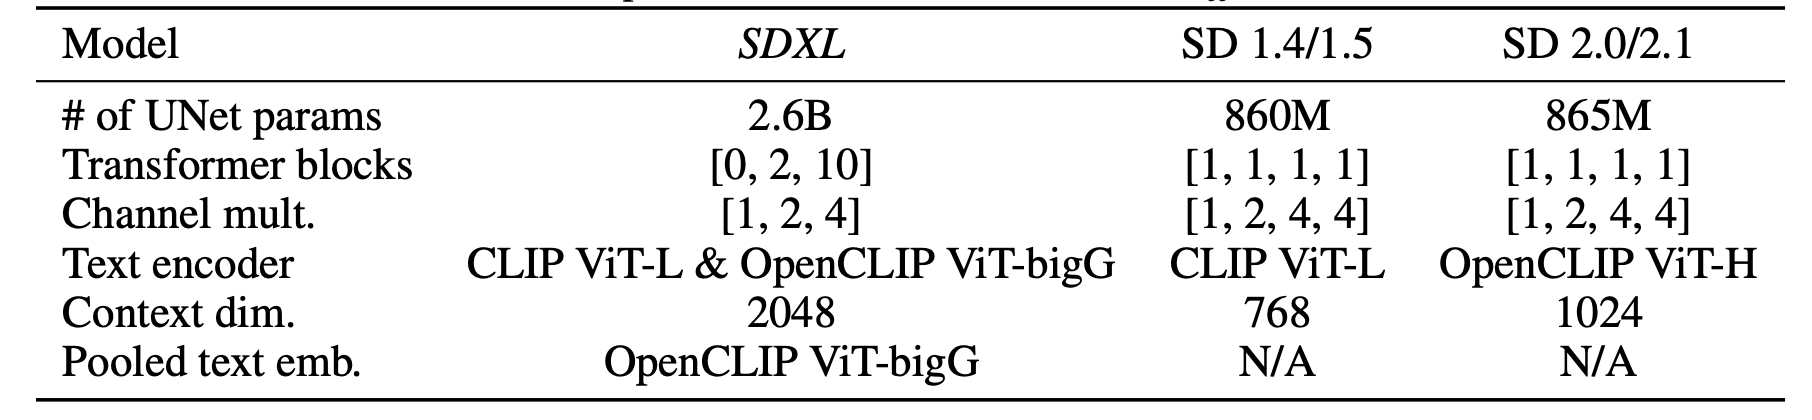 Model SDXL SD 1.4/1.5 SD 2.0/2.1
# of UNet params 2.6B 860M 865M
Transformer blocks [0, 2, 10] [1, 1, 1, 1] [1, 1, 1, 1]
Channel mult. [1, 2, 4] [1, 2, 4, 4] [1, 2, 4, 4]
Text encoder CLIP ViT-L & OpenCLIP ViT-bigG CLIP ViT-L OpenCLIP ViT-H
Context dim. 2048 768 1024
Pooled text emb. OpenCLIP ViT-bigG N/A N/A